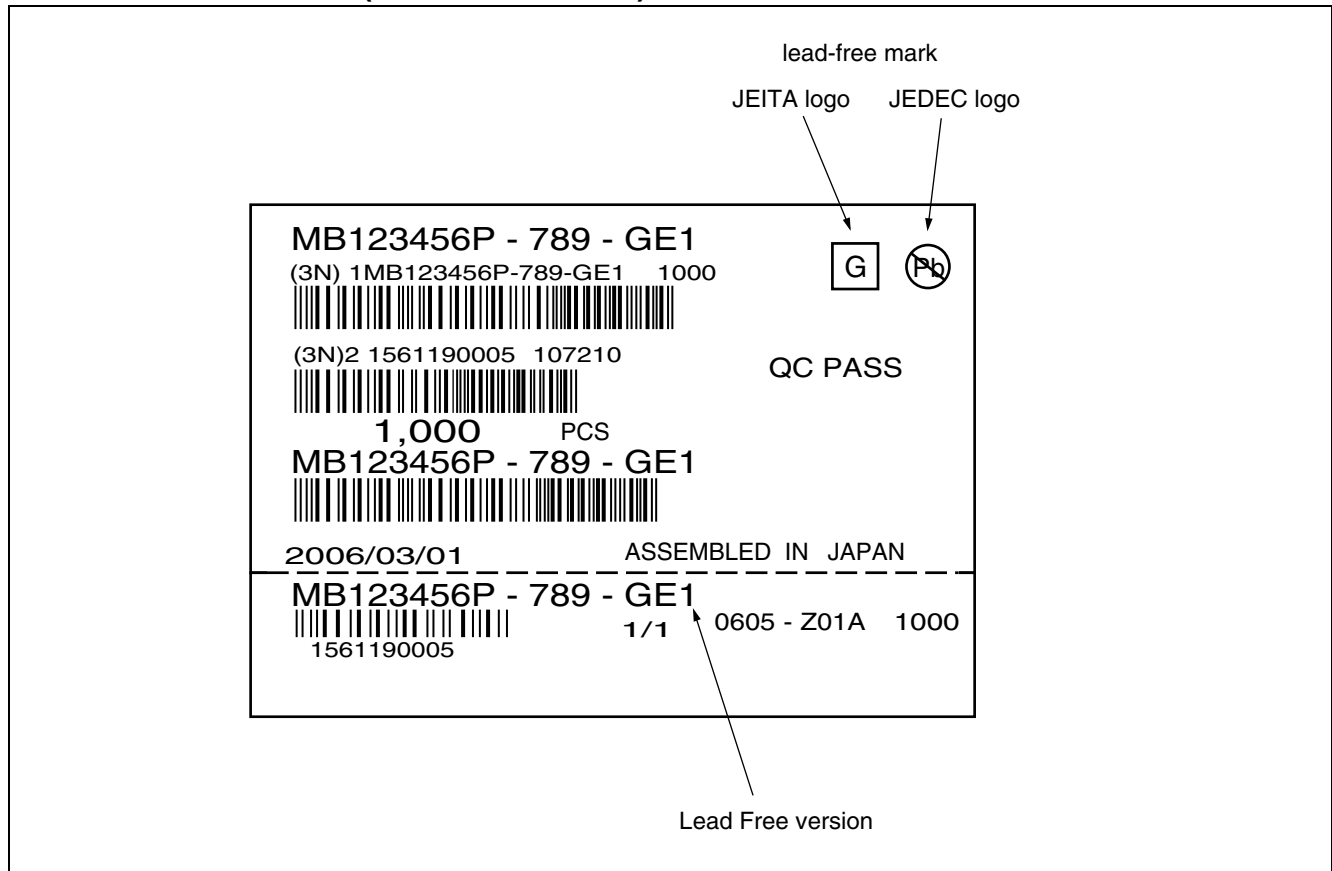 lead-free mark
JEITA logo JEDEC logo
MB123456P - 789 - GE1
(3N) 1MB123456P-789-GE1 1000
G Pb
(3N)2 1561190005 107210
QC PASS
1,000 PCS
MB123456P - 789 - GE1
2006/03/01 ASSEMBLED IN JAPAN
MB123456P - 789 - GE1
1/1 0605 - Z01A 1000
1561190005
Lead Free version